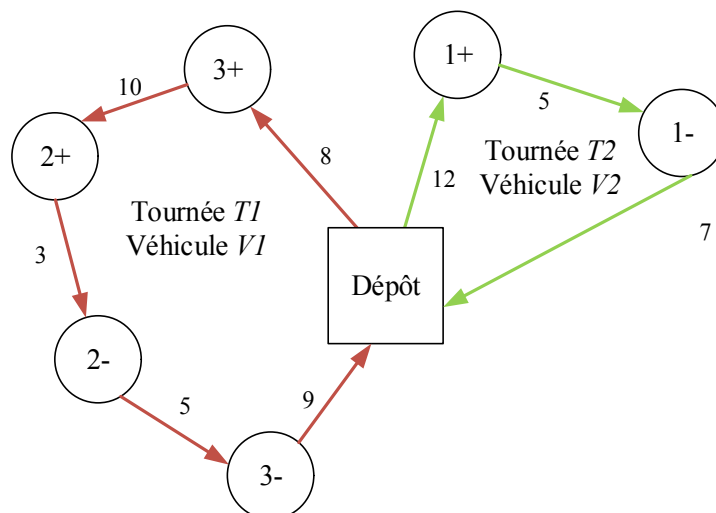 1+
3+
10
5
1-
2+
8
Tournée T2
Véhicule V2
12
Tournée T1
Véhicule V1
3
7
Dépôt
2-
5
9
3-